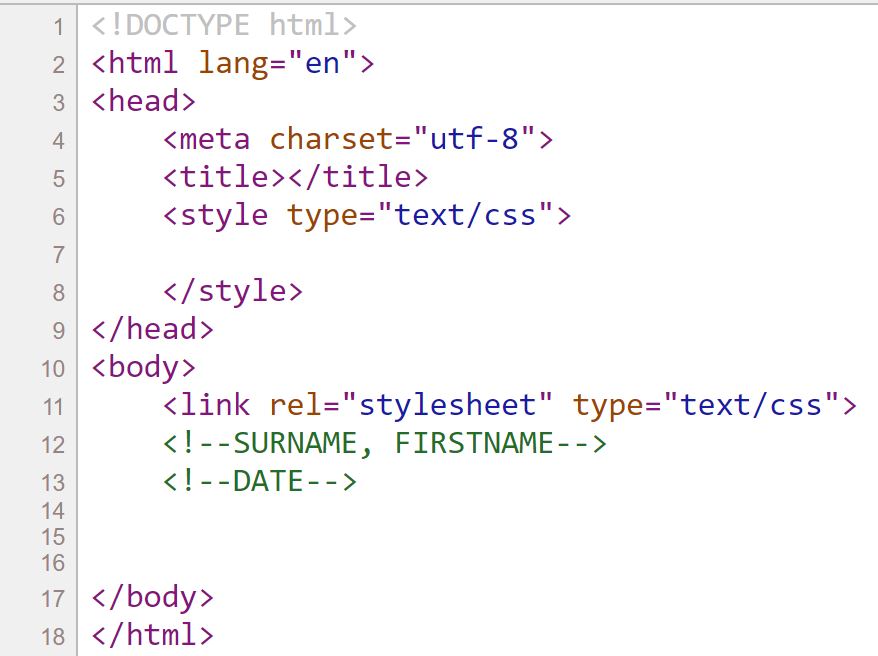 1 <!DOCTYPE html>
2 <html lang="en">
3 <head>
4     <meta charset="utf-8">
5     <title></title>
6     <style type="text/css">
7
8     </style>
9 </head>
10 <body>
11     <link rel="stylesheet" type="text/css">
12     <!--SURNAME, FIRSTNAME-->
13     <!--DATE-->
14
15
16
17 </body>
18 </html>